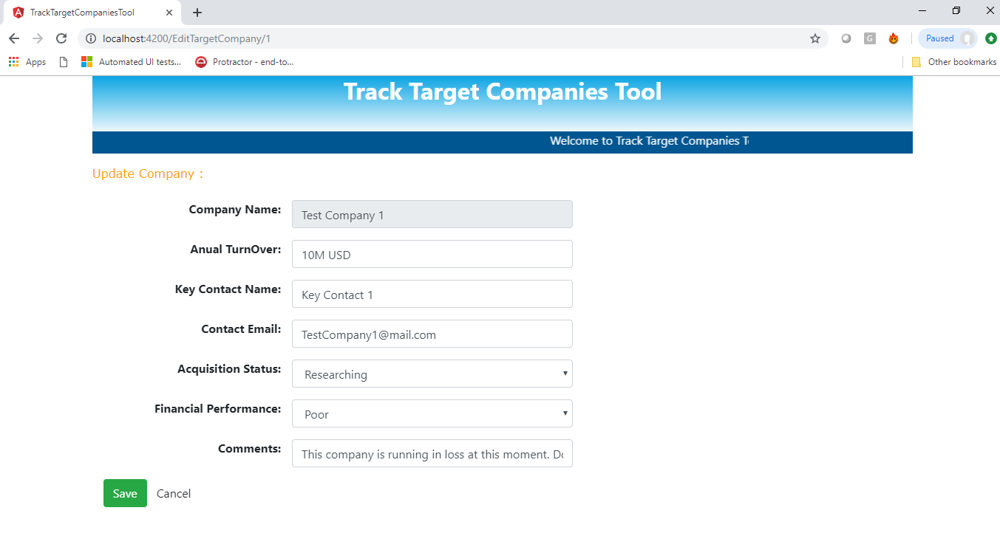 TrackTargetCompaniesTool
localhost:4200/EditTargetCompany/1
G
Paused
Apps
Automated UI tests...
Protractor - end-to...
Other bookmarks
Track Target Companies Tool
Welcome to Track Target Companies
Update Company :
Company Name: Test Company 1
Anual TurnOver: 10M USD
Key Contact Name: Key Contact 1
Contact Email: TestCompany1@mail.com
Acquisition Status: Researching
Financial Performance: Poor
Comments: This company is running in loss at this moment.
Save Cancel